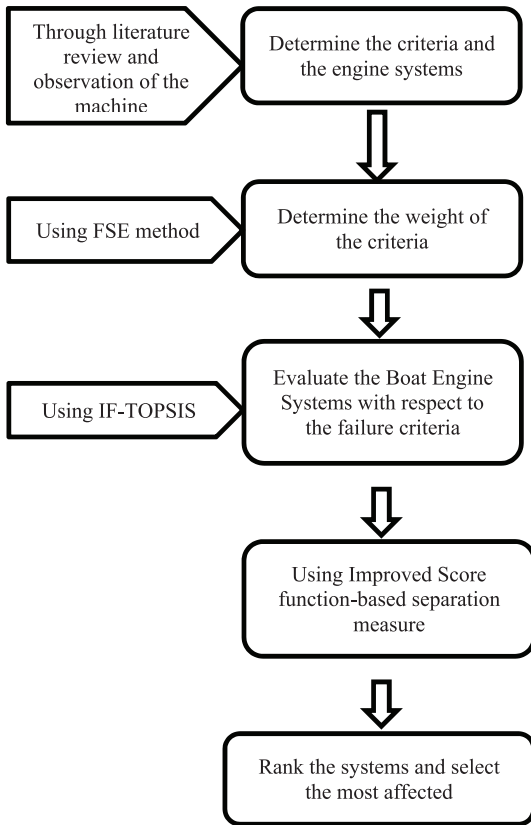 Through literature
review and
observation of the
machine
Determine the criteria and
the engine systems
Using FSE method
Determine the weight of
the criteria
Using IF-TOPSIS
Evaluate the Boat Engine
Systems with respect to
the failure criteria
Using Improved Score
function-based separation
measure
Rank the systems and select
the most affected